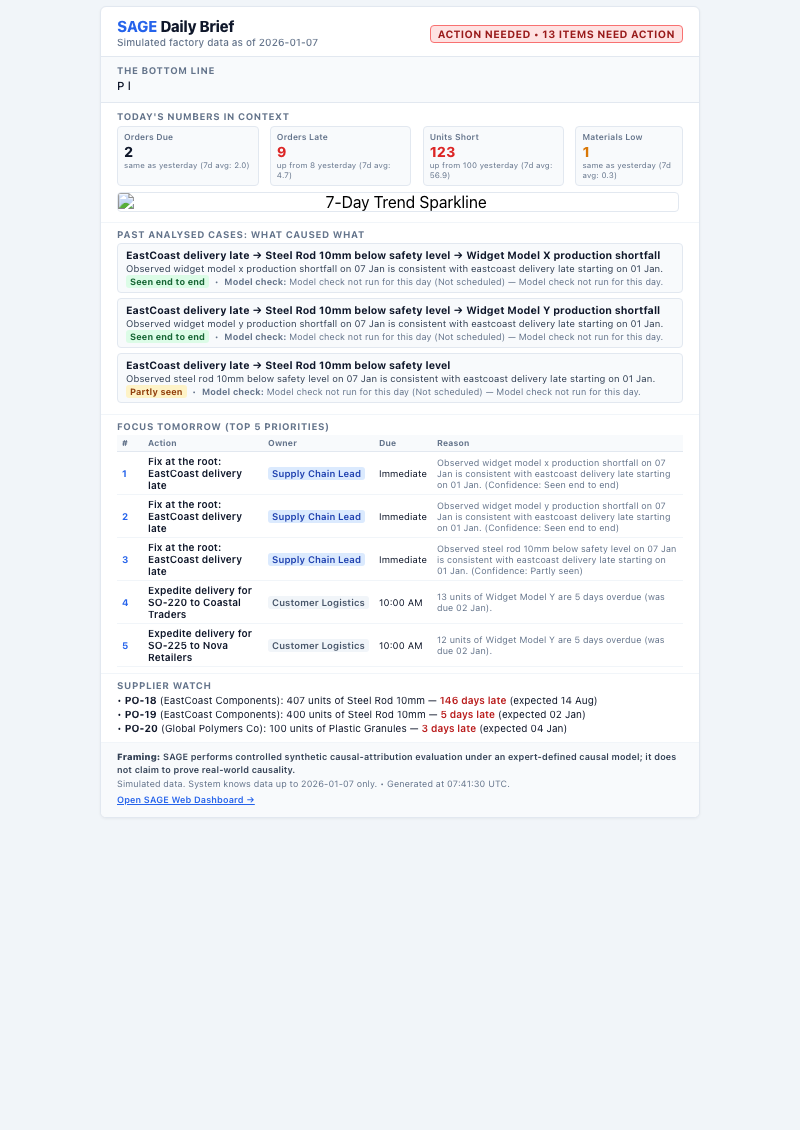 SAGE Daily Brief
Simulated factory data as of 2026-01-07
ACTION NEEDED • 13 ITEMS NEED ACTION
THE BOTTOM LINE
P I
TODAY'S NUMBERS IN CONTEXT
Orders Due
2
same as yesterday (7d avg: 2.0)
Orders Late
9
up from 8 yesterday (7d avg:
4.7)
Units Short
123
up from 100 yesterday (7d avg:
56.9)
Materials Low
1
same as yesterday (7d
avg: 0.3)
7-Day Trend Sparkline
PAST ANALYSED CASES: WHAT CAUSED WHAT
EastCoast delivery late → Steel Rod 10mm below safety level → Widget Model X production shortfall
Observed widget model x production shortfall on 07 Jan is consistent with eastcoast delivery late starting on 01 Jan.
Seen end to end • Model check: Model check not run for this day (Not scheduled) — Model check not run for this day.
EastCoast delivery late → Steel Rod 10mm below safety level → Widget Model Y production shortfall
Observed widget model y production shortfall on 07 Jan is consistent with eastcoast delivery late starting on 01 Jan.
Seen end to end • Model check: Model check not run for this day (Not scheduled) — Model check not run for this day.
EastCoast delivery late → Steel Rod 10mm below safety level
Observed steel rod 10mm below safety level on 07 Jan is consistent with eastcoast delivery late starting on 01 Jan.
Partly seen • Model check: Model check not run for this day (Not scheduled) — Model check not run for this day.
FOCUS TOMORROW (TOP 5 PRIORITIES)
# Action Owner Due Reason
1
Fix at the root:
EastCoast delivery
late
Supply Chain Lead
Immediate
Observed widget model x production shortfall on 07
Jan is consistent with eastcoast delivery late starting
on 01 Jan. (Confidence: Seen end to end)
2
Fix at the root:
EastCoast delivery
late
Supply Chain Lead
Immediate
Observed widget model y production shortfall on 07
Jan is consistent with eastcoast delivery late starting
on 01 Jan. (Confidence: Seen end to end)
3
Fix at the root:
EastCoast delivery
late
Supply Chain Lead
Immediate
Observed steel rod 10mm below safety level on 07 Jan
is consistent with eastcoast delivery late starting on
01 Jan. (Confidence: Partly seen)
4
Expedite delivery for
SO-220 to Coastal
Traders
Customer Logistics
10:00 AM
13 units of Widget Model Y are 5 days overdue (was
due 02 Jan).
5
Expedite delivery for
SO-225 to Nova
Retailers
Customer Logistics
10:00 AM
12 units of Widget Model Y are 5 days overdue (was
due 02 Jan).
SUPPLIER WATCH
• PO-18 (EastCoast Components): 407 units of Steel Rod 10mm — 146 days late (expected 14 Aug)
• PO-19 (EastCoast Components): 400 units of Steel Rod 10mm — 5 days late (expected 02 Jan)
• PO-20 (Global Polymers Co): 100 units of Plastic Granules — 3 days late (expected 04 Jan)
Framing: SAGE performs controlled synthetic causal-attribution evaluation under an expert-defined causal model; it does
not claim to prove real-world causality.
Simulated data. System knows data up to 2026-01-07 only. • Generated at 07:41:30 UTC.
Open SAGE Web Dashboard →